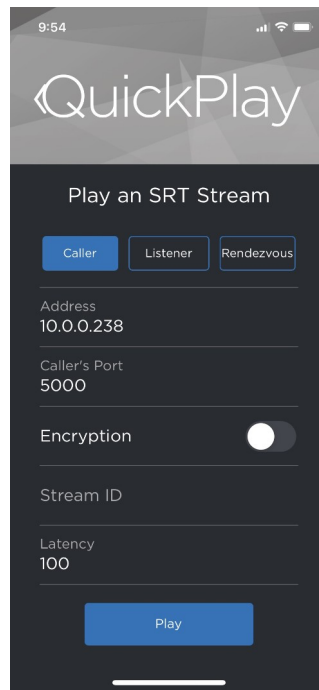 9:54
QuickPlay
Play an SRT Stream
Caller Listener Rendezvous
Address
10.0.0.238
Caller's Port
5000
Encryption
Stream ID
Latency
100
Play